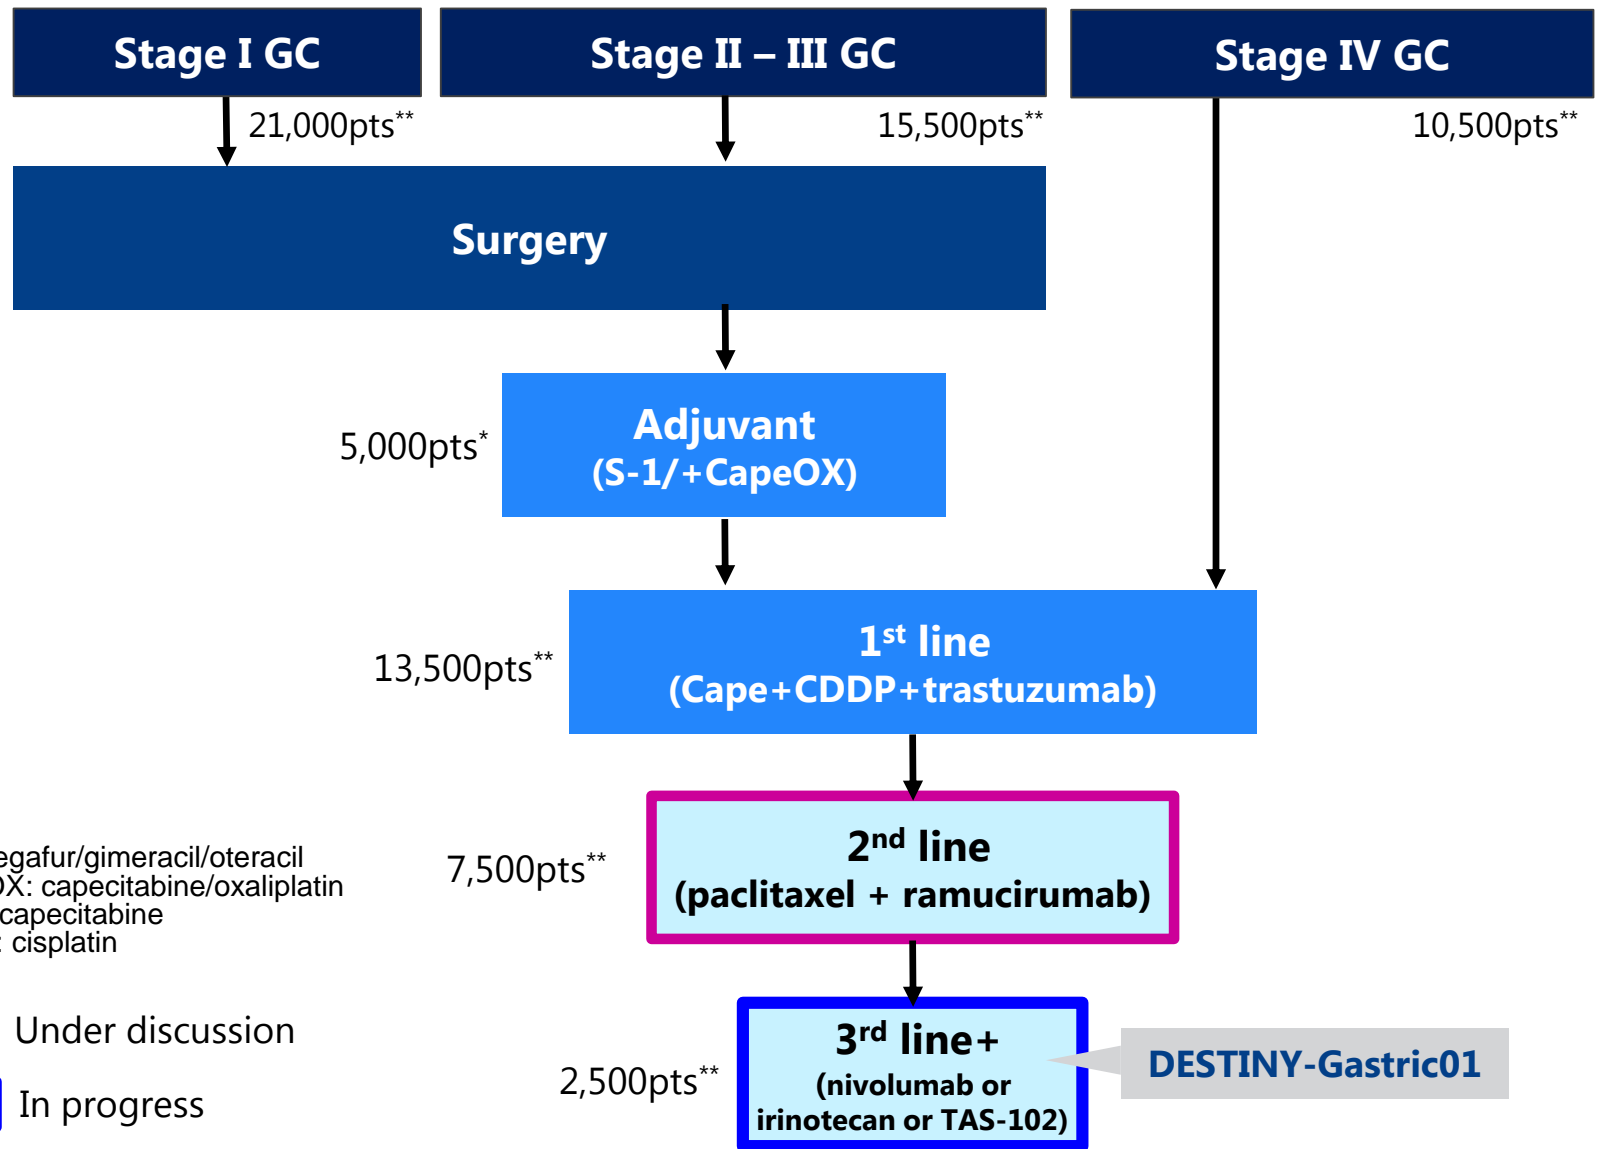 Stage I GC
Stage II – III GC
Stage IV GC
21,000pts**
15,500pts**
10,500pts**
Surgery
5,000pts*
Adjuvant
(S-1/+CapeOX)
13,500pts**
1st line
(Cape+CDDP+trastuzumab)
7,500pts**
2nd line
(paclitaxel + ramucirumab)
egafur/gimeracil/oteracil
OX: capecitabine/oxaliplatin
capecitabine
: cisplatin
Under discussion
In progress
2,500pts**
3rd line+
(nivolumab or
irinotecan or TAS-102)
DESTINY-Gastric01